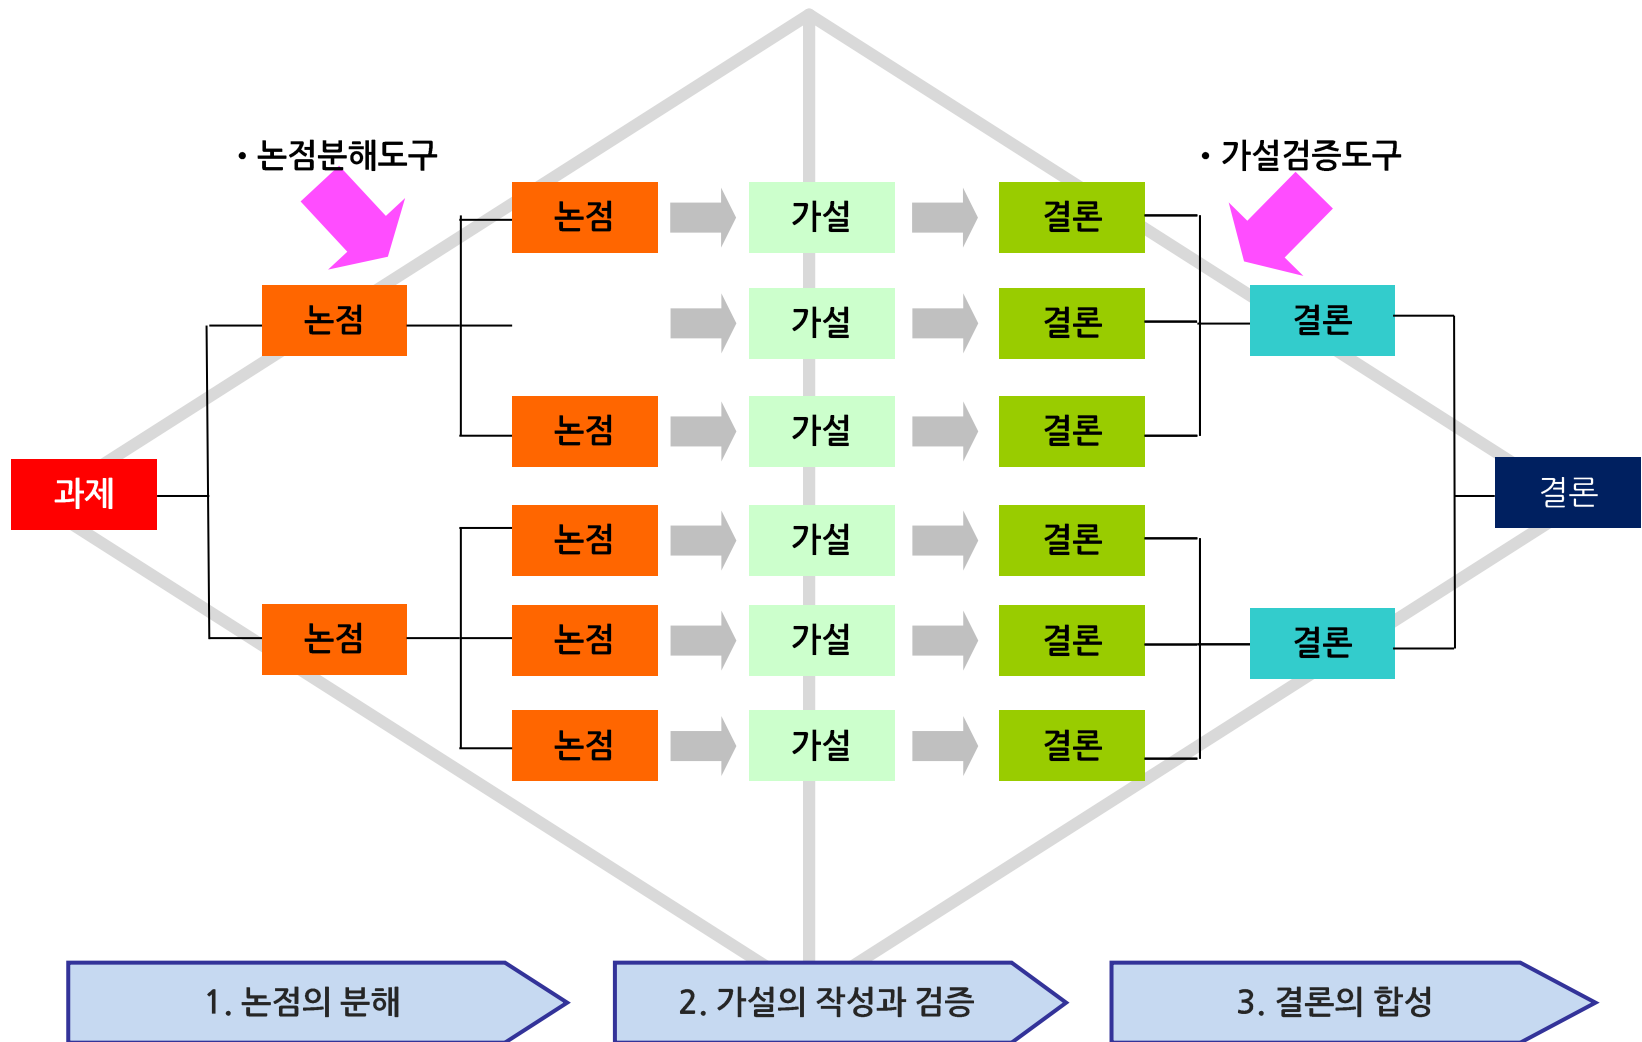 • 논점분해도구
• 가설검증도구
논점 가설 결론
논점 가설 결론 결론
논점 가설 결론
과제 결론
논점 가설 결론
논점 논점 가설 결론 결론
논점 가설 결론
1. 논점의 분해
2. 가설의 작성과 검증
3. 결론의 합성